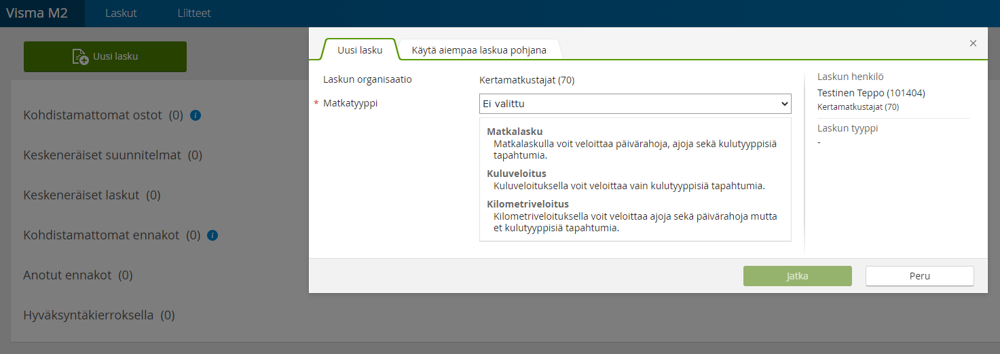 Visma M2
Laskut
Liitteet
Uusi lasku
Kohdistamattomat ostot (0) i
Keskeneräiset suunnitelmat (0)
Keskeneräiset laskut (0)
Kohdistamattomat ennakot (0) i
Anotut ennakot (0)
Hyväksyntäkierroksella (0)
Uusi lasku
Käytä aiempaa laskua pohjana
Laskun organisaatio
Kertamatkustajat (70)
* Matkatyyppi
Ei valittu
Matkalasku
Matkalaskulla voit veloittaa päivärahoja, ajoja sekä kulutyyppisiä
tapahtumia.
Kuluveloitus
Kuluveloituksella voit veloittaa vain kulutyyppisiä tapahtumia.
Kilometriveloitus
Kilometriveloituksella voit veloittaa ajoja sekä päivärahoja mutta
et kulutyyppisiä tapahtumia.
Laskun henkilö
Testinen Teppo (101404)
Kertamatkustajat (70)
Laskun tyyppi
-
Jatka
Peru